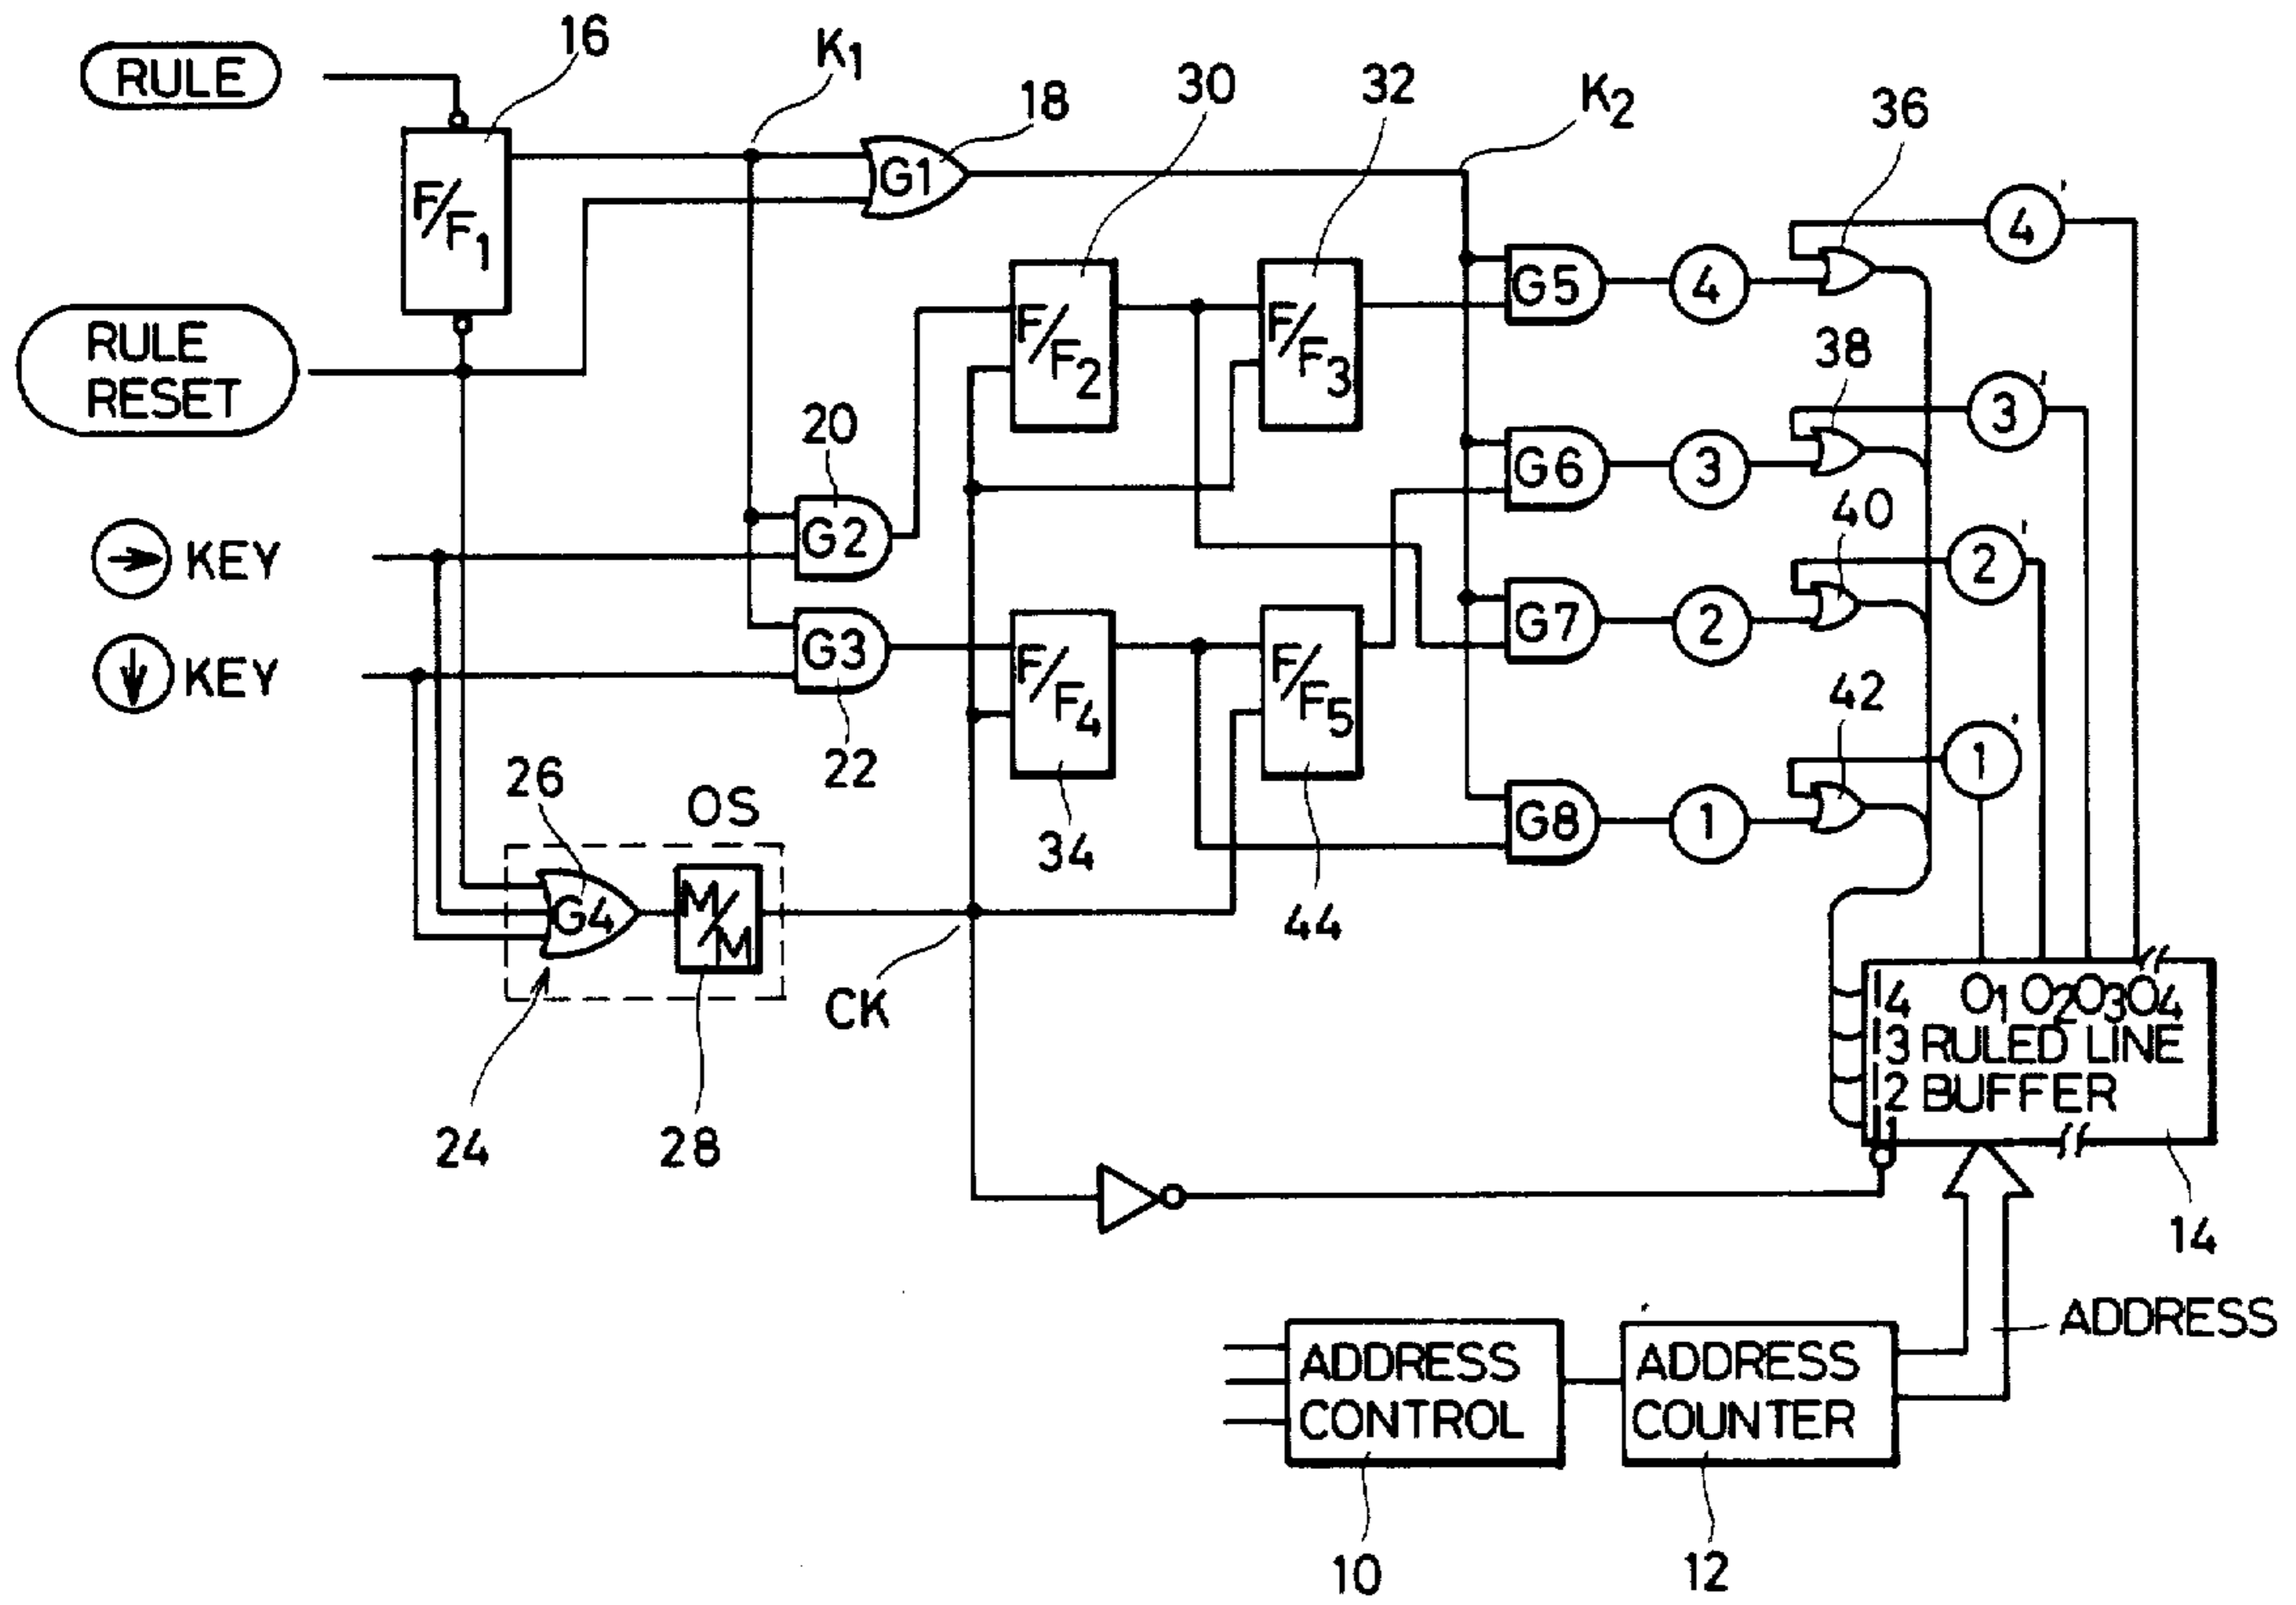 RULE
16
K1
18
30
32
K2
36
F/F1
G1
4'
RULE
RESET
F/F2
F/F3
G5
4
38
3'
20
G6
3
→ KEY
G2
40
2'
↓ KEY
G3
F/F4
F/F5
G7
2
42
22
1'
26
OS
34
44
G8
1
G4
M/M
24
28
CK
I4 O1 O2 O3 O4
I3 RULED LINE
I2 BUFFER
I1
14
ADDRESS
ADDRESS
CONTROL
ADDRESS
COUNTER
10
12